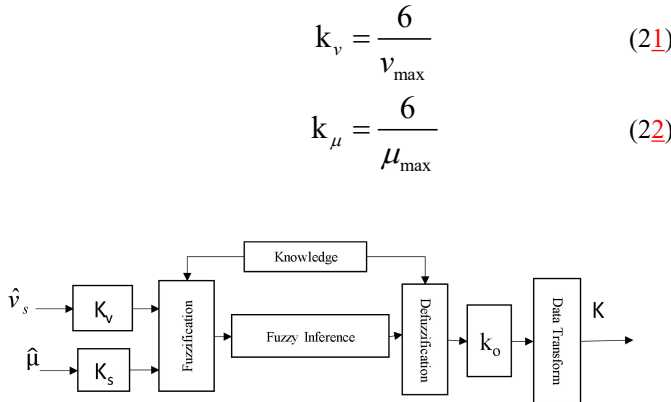 k_v = 6 / v_max (21)
k_μ = 6 / μ_max (22)
Knowledge
v̂_s
K_v
Fuzzification
Fuzzy Inference
Defuzzification
k_o
Data Transform
K
μ̂
K_s